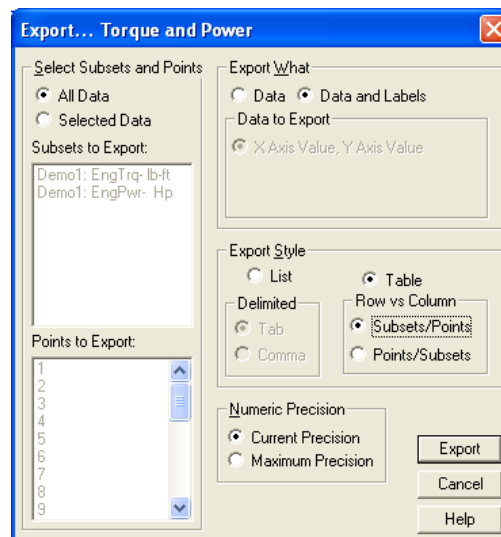 Export... Torque and Power
Select Subsets and Points
All Data
Selected Data
Subsets to Export:
Demo1: EngTrq- lb-ft
Demo1: EngPwr-  Hp
Points to Export:
1
2
3
4
5
6
7
8
9
Export What
Data
Data and Labels
Data to Export
X Axis Value, Y Axis Value
Export Style
List
Table
Delimited
Tab
Comma
Row vs Column
Subsets/Points
Points/Subsets
Numeric Precision
Current Precision
Maximum Precision
Export
Cancel
Help